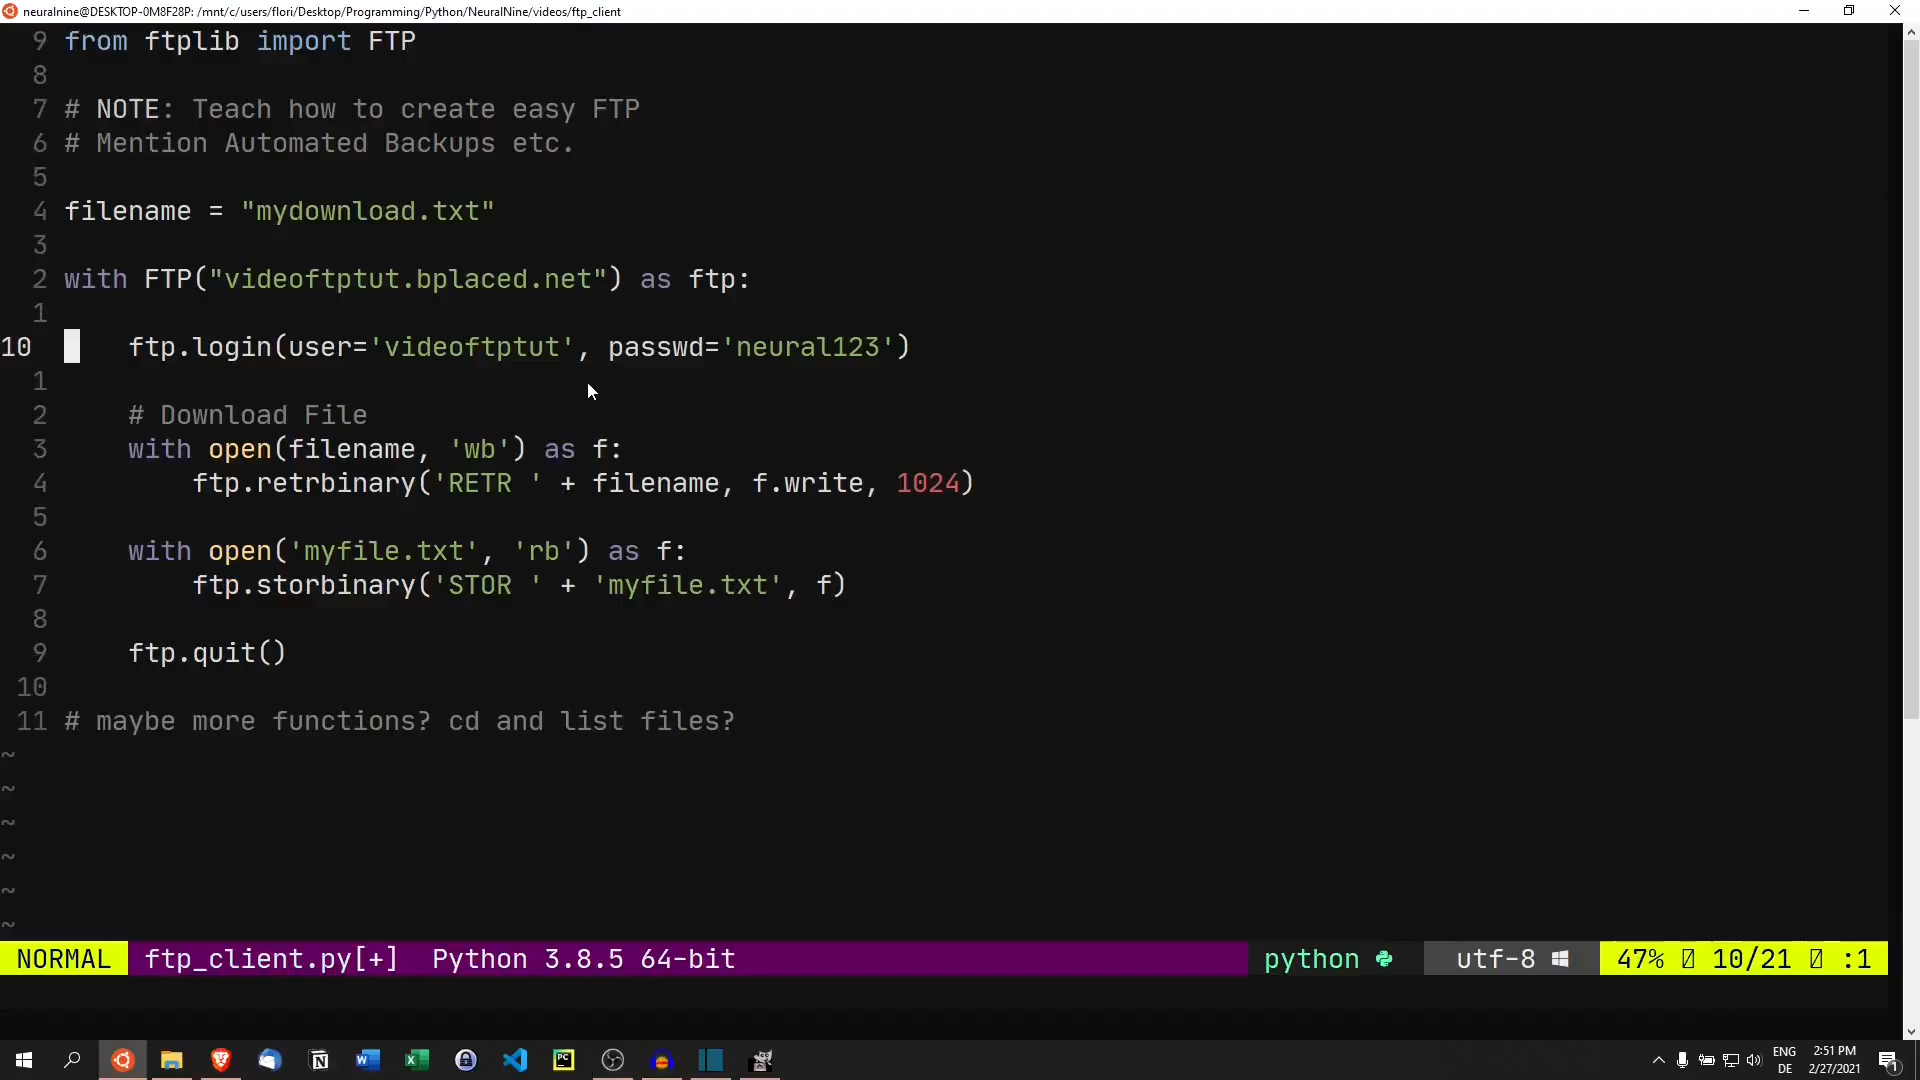 neuralnine@DESKTOP-0M8F28P: /mnt/c/users/flori/Desktop/Programming/Python/NeuralNine/videos/ftp_client
9 from ftplib import FTP
8
7 # NOTE: Teach how to create easy FTP
6 # Mention Automated Backups etc.
5
4 filename = "mydownload.txt"
3
2 with FTP("videoftptut.bplaced.net") as ftp:
1
10     ftp.login(user='videoftptut', passwd='neural123')
1
2     # Download File
3     with open(filename, 'wb') as f:
4         ftp.retrbinary('RETR ' + filename, f.write, 1024)
5
6     with open('myfile.txt', 'rb') as f:
7         ftp.storbinary('STOR ' + 'myfile.txt', f)
8
9     ftp.quit()
10
11 # maybe more functions? cd and list files?
~
~
~
~
~
~
NORMAL ftp_client.py[+] Python 3.8.5 64-bit python utf-8 47% 10/21 :1
ENG 2:51 PM
DE 2/27/2021